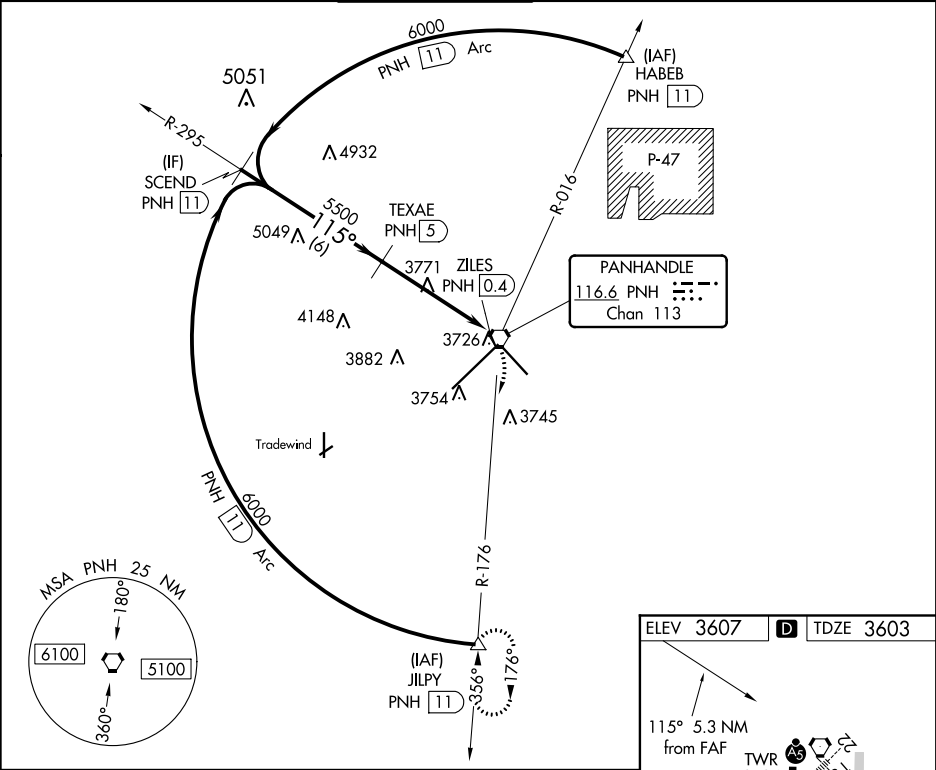 6000
PNH 11 Arc
(IAF)
HABEB
PNH 11
5051
R-295
4932
(IF)
SCEND
PNH 11
P-47
R-016
5500
115°
5049
(6)
TEXAE
PNH 5
3771
ZILES
PNH 0.4
PANHANDLE
116.6 PNH
Chan 113
4148
3726
3882
3754
3745
Tradewind
6000
PNH 11 Arc
R-176
MSA PNH 25 NM
180°
6100
5100
360°
(IAF)
JILPY
PNH 11
356°
176°
ELEV 3607 D TDZE 3603
115° 5.3 NM
from FAF
TWR
A5
22